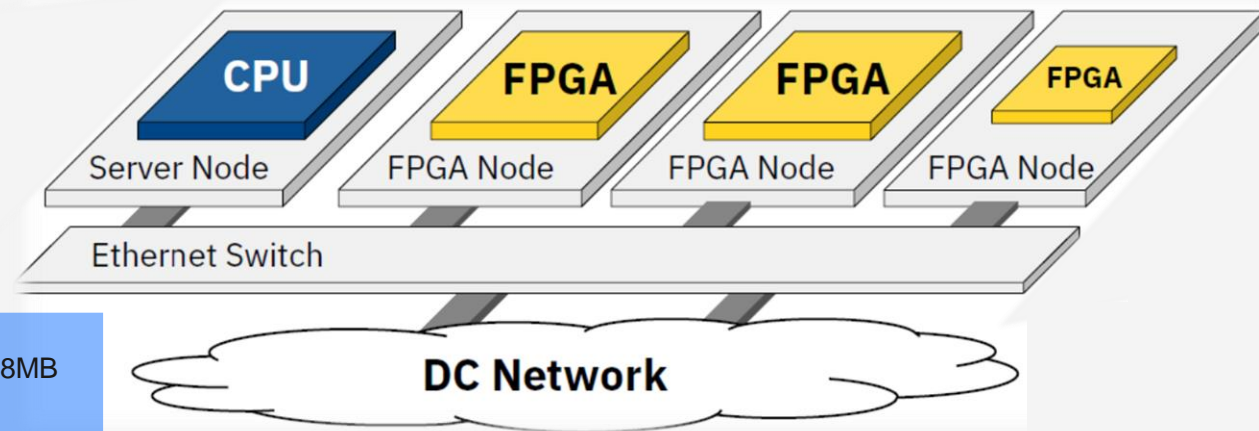 CPU
FPGA
FPGA
FPGA
Server Node
FPGA Node
FPGA Node
FPGA Node
Ethernet Switch
8MB
DC Network